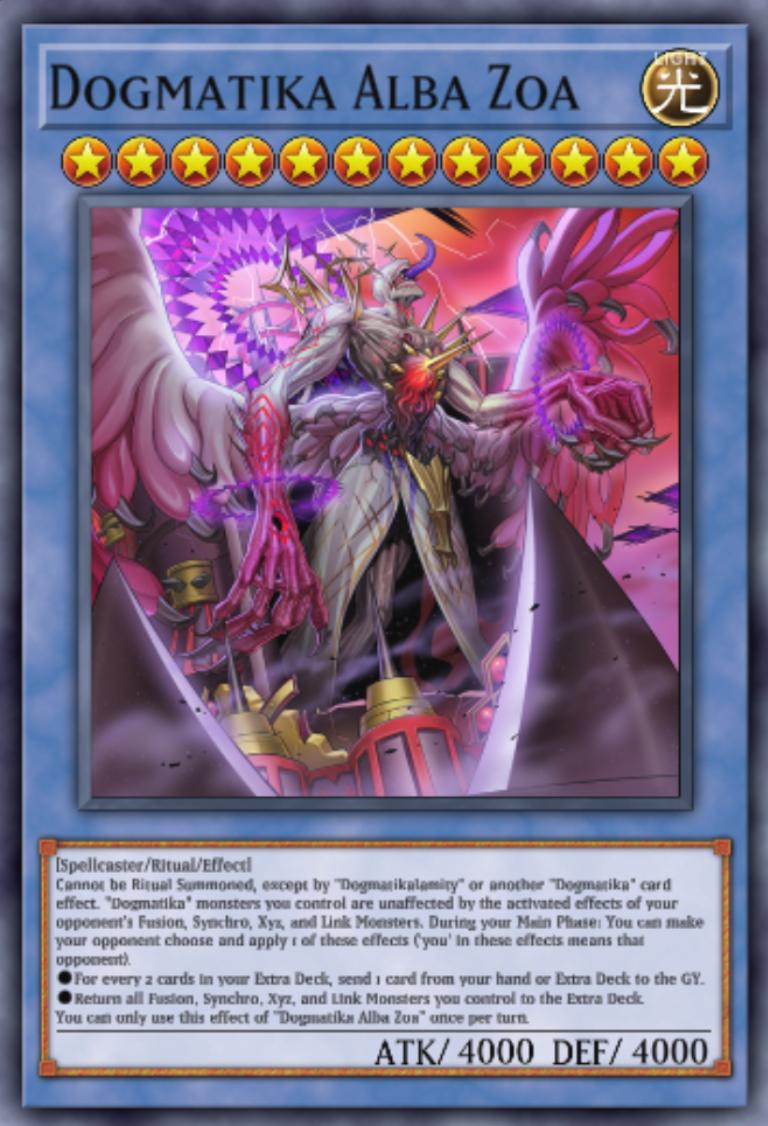 DOGMATIKA ALBA ZOA
LIGHT
光
[Spellcaster/Ritual/Effect]
Cannot be Ritual Summoned, except by "Dogmatikalamity" or another "Dogmatika" card
effect. "Dogmatika" monsters you control are unaffected by the activated effects of your
opponent's Fusion, Synchro, Xyz, and Link Monsters. During your Main Phase: You can make
your opponent choose and apply 1 of these effects ('you' in these effects means that
opponent).
●For every 2 cards in your Extra Deck, send 1 card from your hand or Extra Deck to the GY.
●Return all Fusion, Synchro, Xyz, and Link Monsters you control to the Extra Deck.
You can only use this effect of "Dogmatika Alba Zoa" once per turn.
ATK/ 4000 DEF/ 4000